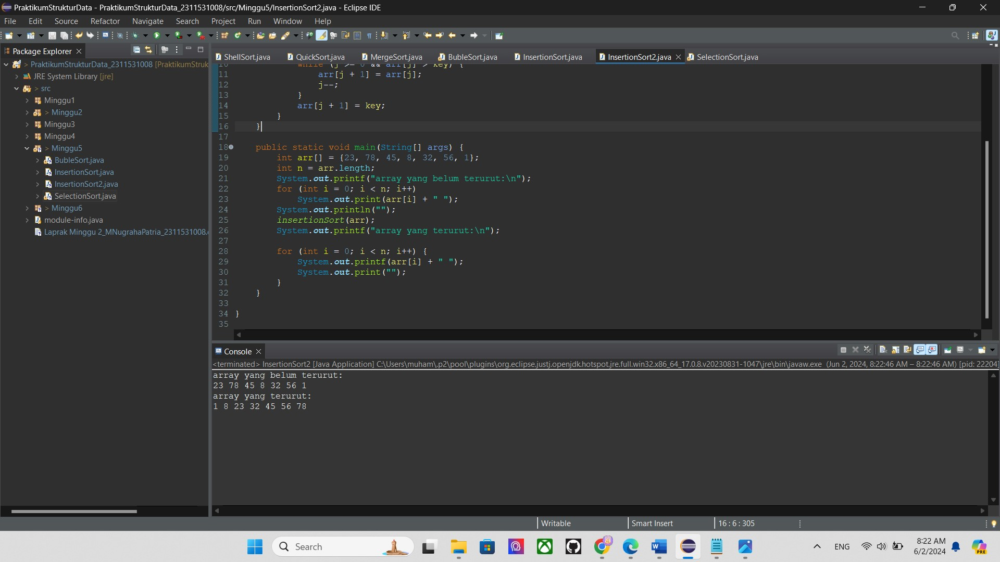 PraktikumStrukturData - PraktikumStrukturData_2311531008/src/Minggu5/InsertionSort2.java - Eclipse IDE
File Edit Source Refactor Navigate Search Project Run Window Help
Package Explorer
ShellSort.java QuickSort.java MergeSort.java BubleSort.java InsertionSort.java InsertionSort2.java SelectionSort.java
> PraktikumStrukturData_2311531008 [PraktikumStruk
JRE System Library [jre]
> src
Minggu1
> Minggu2
Minggu3
Minggu4
> Minggu5
BubleSort.java
InsertionSort.java
InsertionSort2.java
SelectionSort.java
> Minggu6
module-info.java
Laprak Minggu 2_MNugrahaPatria_2311531008.
10 while (j >= 0 && arr[j] > key) {
11 arr[j + 1] = arr[j];
12 j--;
13 }
14 arr[j + 1] = key;
15 }
16 }
17
18 public static void main(String[] args) {
19 int arr[] = {23, 78, 45, 8, 32, 56, 1};
20 int n = arr.length;
21 System.out.printf("array yang belum terurut:\n");
22 for (int i = 0; i < n; i++)
23 System.out.print(arr[i] + " ");
24 System.out.println("");
25 insertionSort(arr);
26 System.out.printf("array yang terurut:\n");
27
28 for (int i = 0; i < n; i++) {
29 System.out.printf(arr[i] + " ");
30 System.out.print("");
31 }
32 }
33
34 }
35
Console
<terminated> InsertionSort2 [Java Application] C:\Users\muham\.p2\pool\plugins\org.eclipse.justj.openjdk.hotspot.jre.full.win32.x86_64_17.0.8.v20230831-1047\jre\bin\javaw.exe (Jun 2, 2024, 8:22:46 AM – 8:22:46 AM) [pid: 22204]
array yang belum terurut:
23 78 45 8 32 56 1
array yang terurut:
1 8 23 32 45 56 78
Writable Smart Insert 16 : 6 : 305
Search
ENG
8:22 AM
6/2/2024
PRE